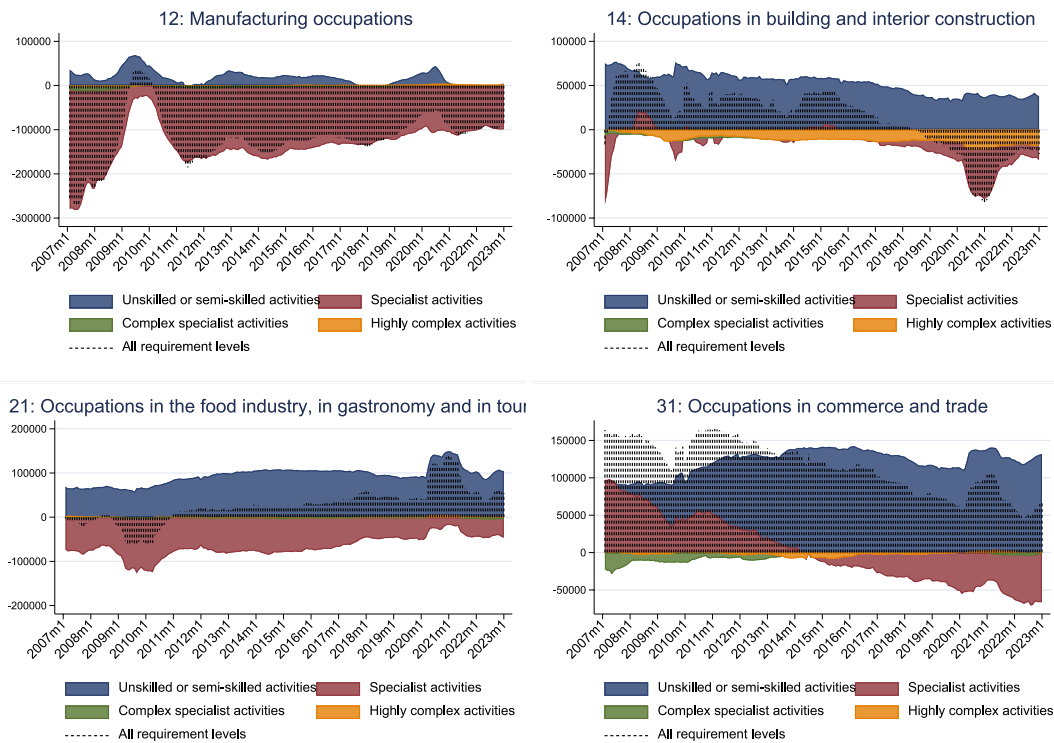 12: Manufacturing occupations
100000
0
-100000
-200000
-300000
2007m1 2008m1 2009m1 2010m1 2011m1 2012m1 2013m1 2014m1 2015m1 2016m1 2017m1 2018m1 2019m1 2020m1 2021m1 2022m1 2023m1
Unskilled or semi-skilled activities Specialist activities
Complex specialist activities Highly complex activities
All requirement levels
14: Occupations in building and interior construction
100000
50000
0
-50000
-100000
2007m1 2008m1 2009m1 2010m1 2011m1 2012m1 2013m1 2014m1 2015m1 2016m1 2017m1 2018m1 2019m1 2020m1 2021m1 2022m1 2023m1
Unskilled or semi-skilled activities Specialist activities
Complex specialist activities Highly complex activities
All requirement levels
21: Occupations in the food industry, in gastronomy and in tour
200000
100000
0
-100000
-200000
2007m1 2008m1 2009m1 2010m1 2011m1 2012m1 2013m1 2014m1 2015m1 2016m1 2017m1 2018m1 2019m1 2020m1 2021m1 2022m1 2023m1
Unskilled or semi-skilled activities Specialist activities
Complex specialist activities Highly complex activities
All requirement levels
31: Occupations in commerce and trade
150000
100000
50000
0
-50000
2007m1 2008m1 2009m1 2010m1 2011m1 2012m1 2013m1 2014m1 2015m1 2016m1 2017m1 2018m1 2019m1 2020m1 2021m1 2022m1 2023m1
Unskilled or semi-skilled activities Specialist activities
Complex specialist activities Highly complex activities
All requirement levels